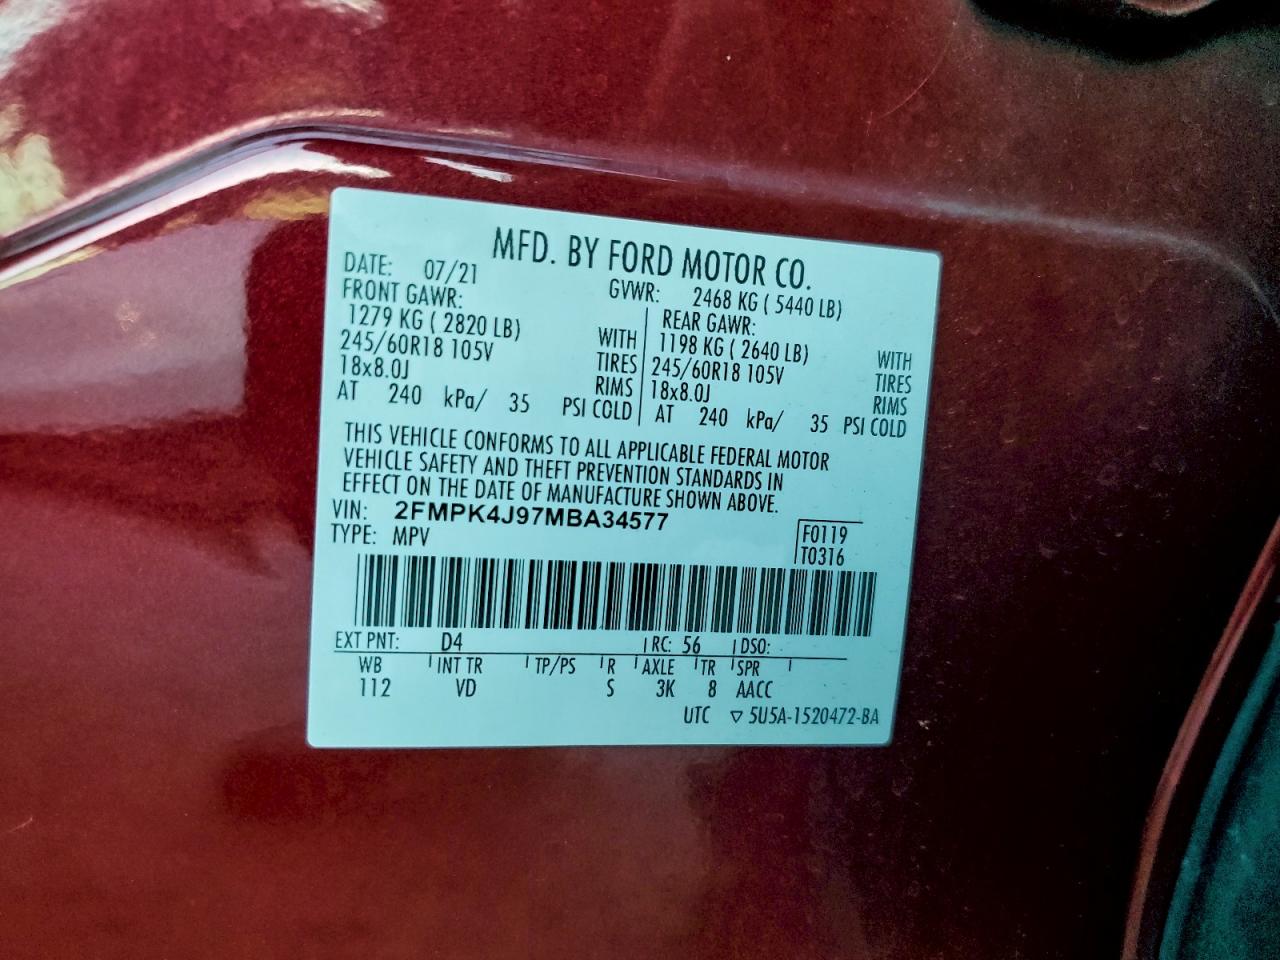 MFD. BY FORD MOTOR CO.
DATE: 07/21 GVWR: 2468 KG ( 5440 LB)
FRONT GAWR: REAR GAWR:
1279 KG ( 2820 LB) WITH 1198 KG ( 2640 LB) WITH
245/60R18 105V TIRES 245/60R18 105V TIRES
18x8.0J RIMS 18x8.0J RIMS
AT 240 kPa/ 35 PSI COLD AT 240 kPa/ 35 PSI COLD
THIS VEHICLE CONFORMS TO ALL APPLICABLE FEDERAL MOTOR
VEHICLE SAFETY AND THEFT PREVENTION STANDARDS IN
EFFECT ON THE DATE OF MANUFACTURE SHOWN ABOVE.
VIN: 2FMPK4J97MBA34577
TYPE: MPV F0119
T0316
EXT PNT: D4 RC: 56 DSO:
WB INT TR TP/PS R AXLE TR SPR
112 VD S 3K 8 AACC
UTC ▽ 5U5A-1520472-BA